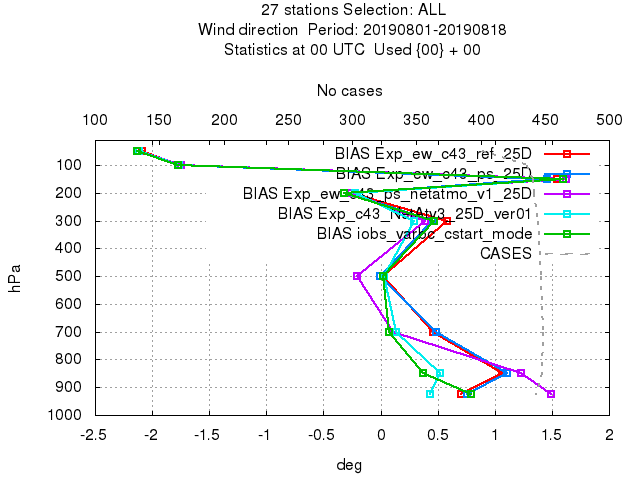 27 stations Selection: ALL
Wind direction  Period: 20190801-20190818
Statistics at 00 UTC  Used {00} + 00
No cases
100 150 200 250 300 350 400 450 500
BIAS Exp_ew_c43_ref_25D
BIAS Exp_ew_c43_ps_25D
BIAS Exp_ew_c43_ps_netatmo_v1_25D
BIAS Exp_c43_NetAtv3_25D_ver01
BIAS iobs_varbc_cstart_mode
CASES
100
200
300
400
500
600
700
800
900
1000
hPa
-2.5 -2 -1.5 -1 -0.5 0 0.5 1 1.5 2
deg